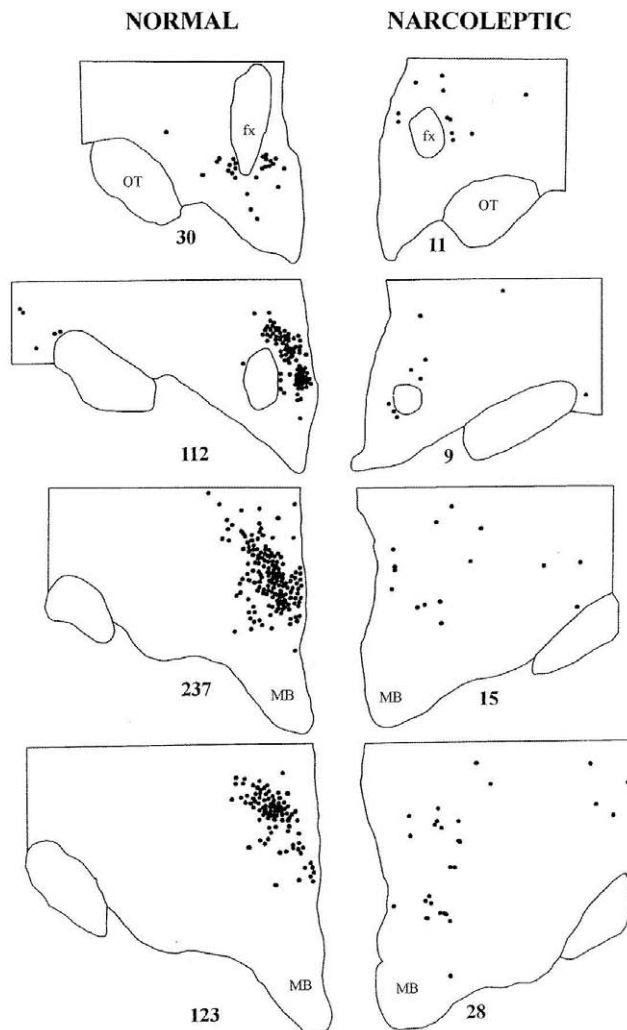 NORMAL NARCOLEPTIC
fx fx
OT OT
30 11
112 9
MB MB
237 15
MB MB
123 28